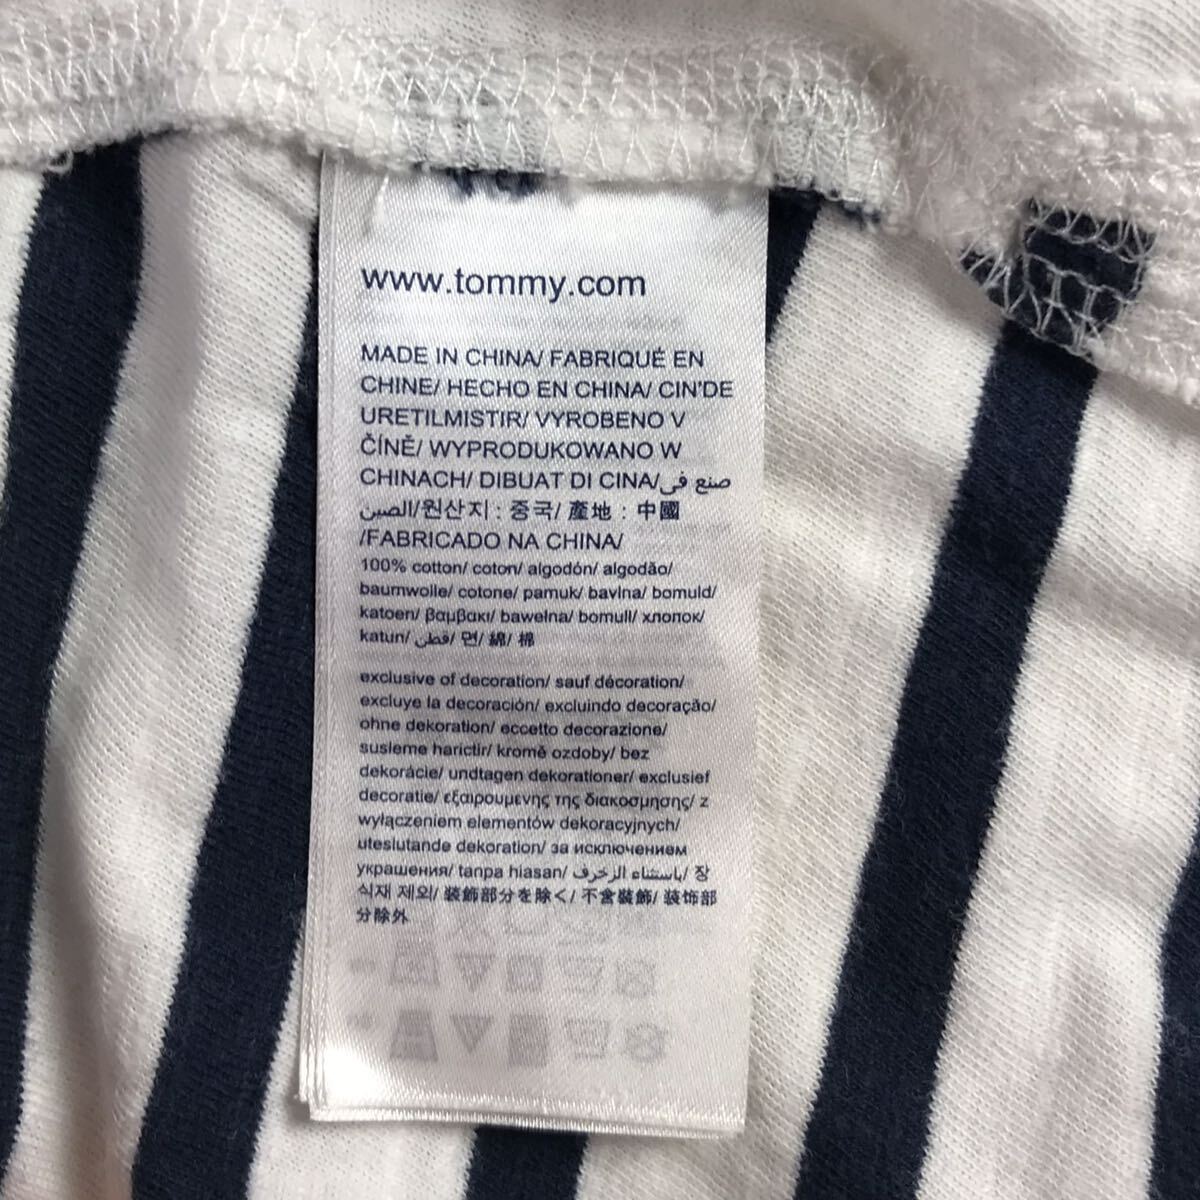 www.tommy.com
MADE IN CHINA/ FABRIQUÉ EN
CHINE/ HECHO EN CHINA/ CIN'DE
URETILMISTIR/ VYROBENO V
ČÍNĚ/ WYPRODUKOWANO W
CHINACH/ DIBUAT DI CINA/صنع في
الصين/원산지 : 중국/ 產地 : 中國
/FABRICADO NA CHINA/
100% cotton/ coton/ algodón/ algodão/
baumwolle/ cotone/ pamuk/ bavlna/ bomuld/
katoen/ βαμβακι/ bawełna/ bomull/ хлопок/
katun/ قطن/ 면/ 綿/ 棉
exclusive of decoration/ sauf décoration/
excluye la decoración/ excluindo decoração/
ohne dekoration/ eccetto decorazione/
susleme harictir/ kromě ozdoby/ bez
dekorácie/ undtagen dekorationer/ exclusief
decoratie/ εξαιρουμενης της διακοσμησης/ z
wyłączeniem elementów dekoracyjnych/
uteslutande dekoration/ за исключением
украшения/ tanpa hiasan/ باستثناء الزخرف/ 장
식재 제외/ 装飾部分を除く/ 不含裝飾/ 装饰部
分除外